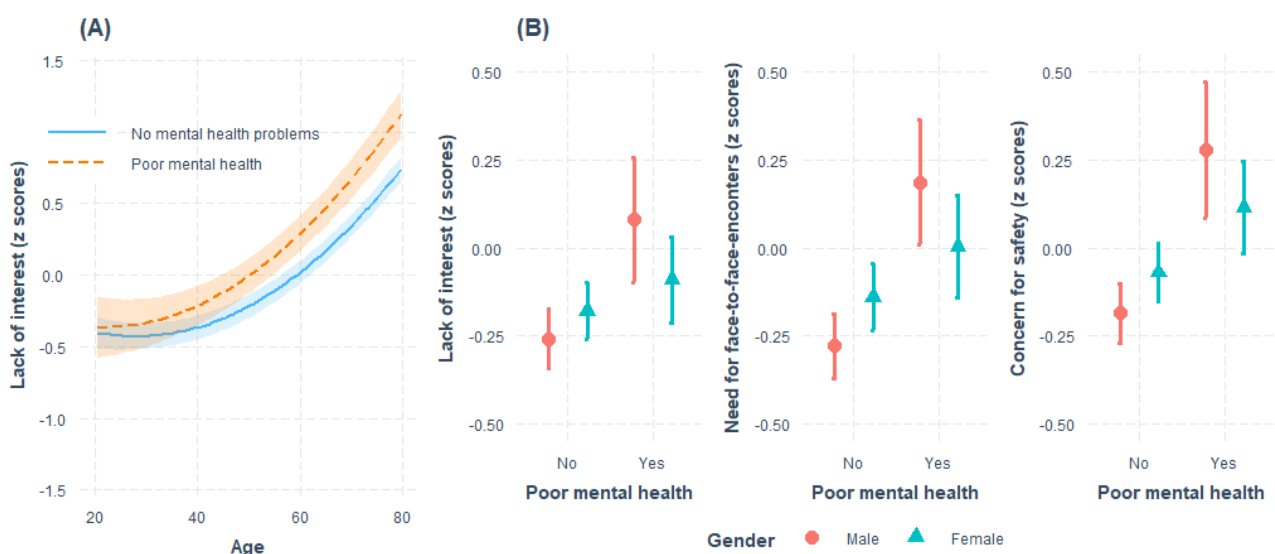 (A)
Lack of interest (z scores)
1.5
0.5
0.0
-0.5
-1.0
-1.5
No mental health problems
Poor mental health
20
40
60
80
Age
(B)
Lack of interest (z scores)
0.50
0.25
0.00
-0.25
-0.50
No
Yes
Poor mental health
Need for face-to-face-enconters (z scores)
0.50
0.25
0.00
-0.25
-0.50
No
Yes
Poor mental health
Concern for safety (z scores)
0.50
0.25
0.00
-0.25
-0.50
No
Yes
Poor mental health
Gender
Male
Female